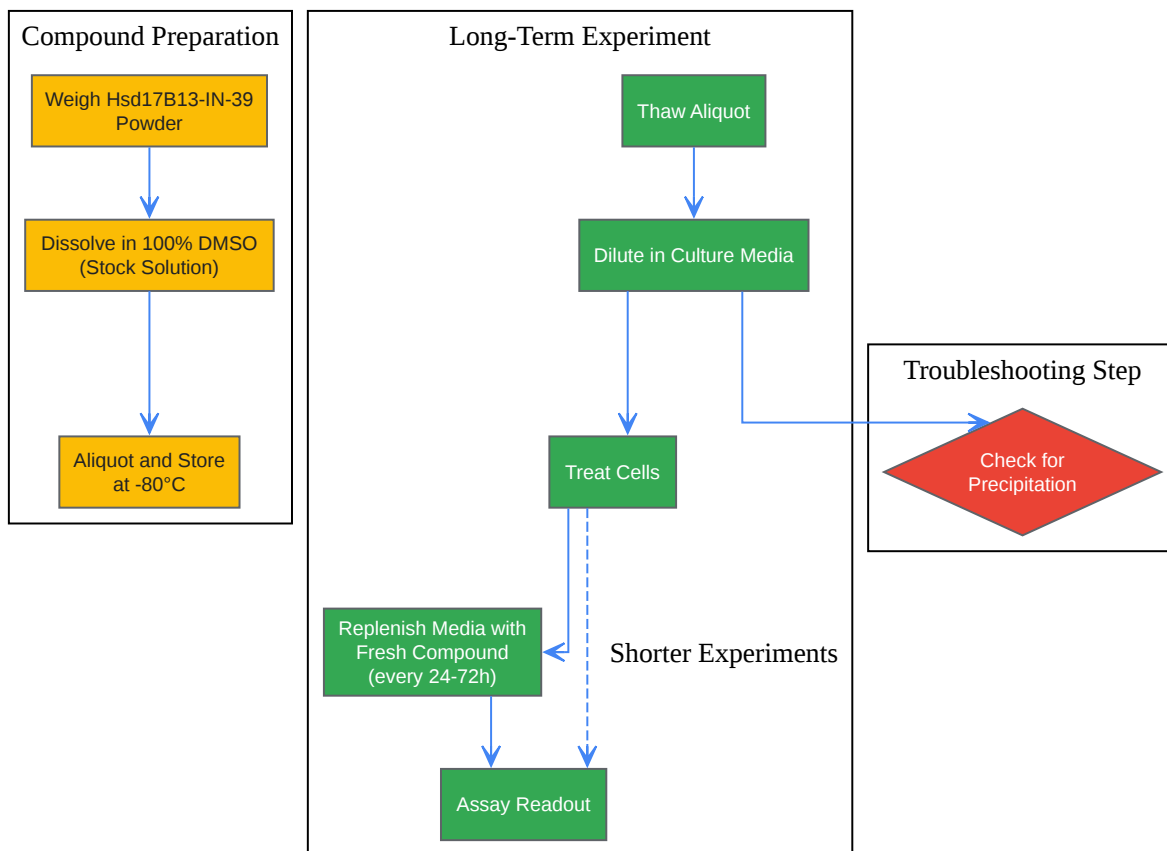 Compound Preparation
Weigh Hsd17B13-IN-39
Powder
Dissolve in 100% DMSO
(Stock Solution)
Aliquot and Store
at -80°C
Long-Term Experiment
Thaw Aliquot
Dilute in Culture Media
Treat Cells
Replenish Media with
Fresh Compound
(every 24-72h)
Shorter Experiments
Assay Readout
Troubleshooting Step
Check for
Precipitation